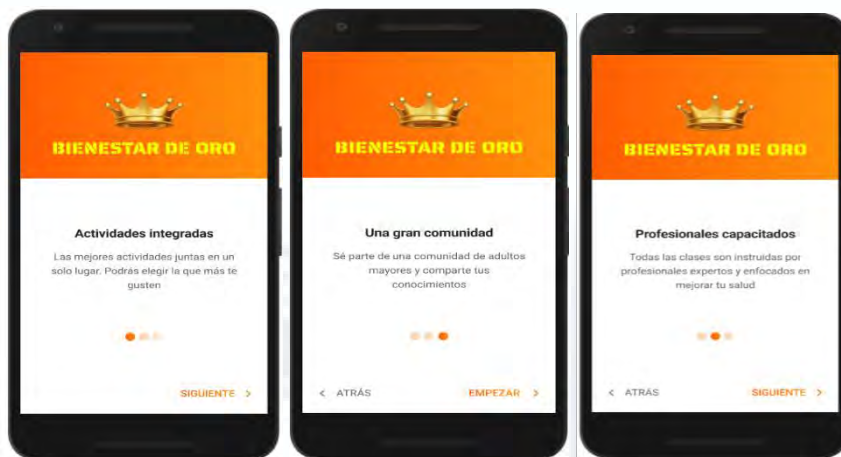 BIENESTAR DE ORO
Actividades integradas
Las mejores actividades juntas en un
solo lugar. Podrás elegir la que más te
gusten
SIGUIENTE >
BIENESTAR DE ORO
Una gran comunidad
Sé parte de una comunidad de adultos
mayores y comparte tus
conocimientos
< ATRÁS
EMPEZAR >
BIENESTAR DE ORO
Profesionales capacitados
Todas las clases son instruidas por
profesionales expertos y enfocados en
mejorar tu salud
< ATRÁS
SIGUIENTE >